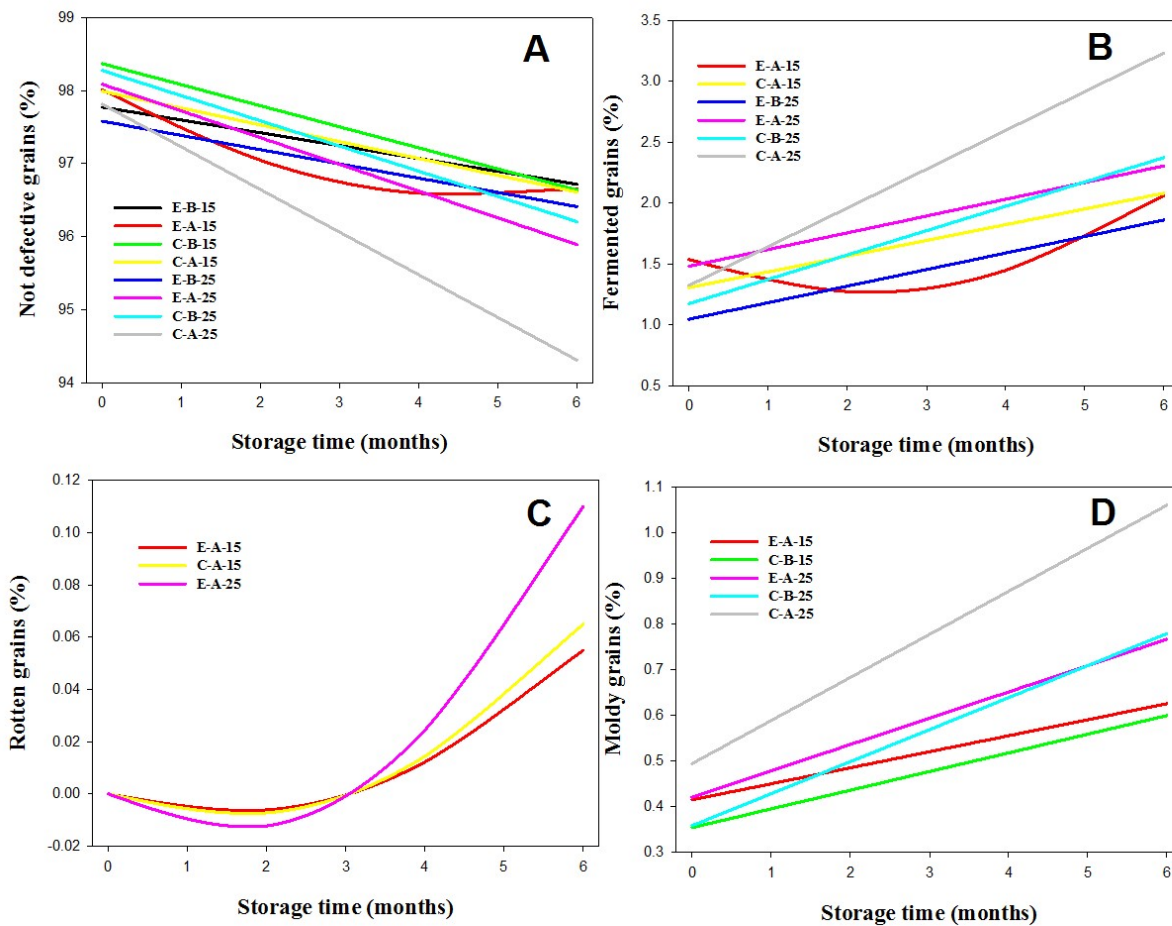 A
Not defective grains (%)
99
98
97
96
95
94
E-B-15
E-A-15
C-B-15
C-A-15
E-B-25
E-A-25
C-B-25
C-A-25
0 1 2 3 4 5 6
Storage time (months)
B
Fermented grains (%)
3.5
3.0
2.5
2.0
1.5
1.0
0.5
E-A-15
C-A-15
E-B-25
E-A-25
C-B-25
C-A-25
0 1 2 3 4 5 6
Storage time (months)
C
Rotten grains (%)
0.12
0.10
0.08
0.06
0.04
0.02
0.00
-0.02
E-A-15
C-A-15
E-A-25
0 1 2 3 4 5 6
Storage time (months)
D
Moldy grains (%)
1.1
1.0
0.9
0.8
0.7
0.6
0.5
0.4
0.3
E-A-15
C-B-15
E-A-25
C-B-25
C-A-25
0 1 2 3 4 5 6
Storage time (months)